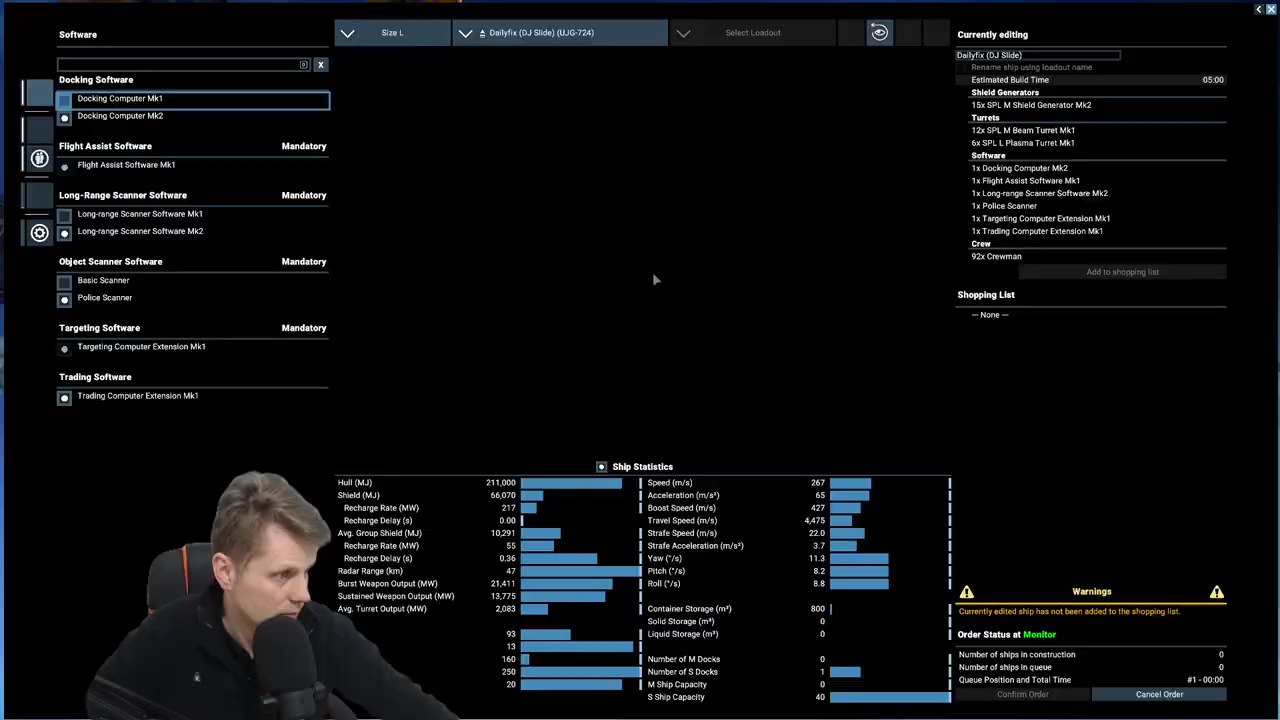 Software
x
Docking Software
Docking Computer Mk1
Docking Computer Mk2
Flight Assist Software Mandatory
Flight Assist Software Mk1
Long-Range Scanner Software Mandatory
Long-range Scanner Software Mk1
Long-range Scanner Software Mk2
Object Scanner Software Mandatory
Basic Scanner
Police Scanner
Targeting Software Mandatory
Targeting Computer Extension Mk1
Trading Software
Trading Computer Extension Mk1
Size L
Dailyfix (DJ Slide) (UJG-724)
Select Loadout
Ship Statistics
Hull (MJ) 211,000
Shield (MJ) 66,070
Recharge Rate (MW) 217
Recharge Delay (s) 0.00
Avg. Group Shield (MJ) 10,291
Recharge Rate (MW) 55
Recharge Delay (s) 0.36
Radar Range (km) 47
Burst Weapon Output (MW) 21,411
Sustained Weapon Output (MW) 13,775
Avg. Turret Output (MW) 2,083
93
13
160
250
20
Speed (m/s) 267
Acceleration (m/s²) 65
Boost Speed (m/s) 427
Travel Speed (m/s) 4,475
Strafe Speed (m/s) 22.0
Strafe Acceleration (m/s²) 3.7
Yaw (°/s) 11.3
Pitch (°/s) 8.2
Roll (°/s) 8.8
Container Storage (m³) 800
Solid Storage (m³) 0
Liquid Storage (m³) 0
Number of M Docks 0
Number of S Docks 1
M Ship Capacity 0
S Ship Capacity 40
Currently editing
Dailyfix (DJ Slide)
Rename ship using loadout name
Estimated Build Time 05:00
Shield Generators
15x SPL M Shield Generator Mk2
Turrets
12x SPL M Beam Turret Mk1
6x SPL L Plasma Turret Mk1
Software
1x Docking Computer Mk2
1x Flight Assist Software Mk1
1x Long-range Scanner Software Mk2
1x Police Scanner
1x Targeting Computer Extension Mk1
1x Trading Computer Extension Mk1
Crew
92x Crewman
Add to shopping list
Shopping List
— None —
Warnings
Currently edited ship has not been added to the shopping list.
Order Status at Monitor
Number of ships in construction 0
Number of ships in queue 0
Queue Position and Total Time #1 - 00:00
Confirm Order
Cancel Order